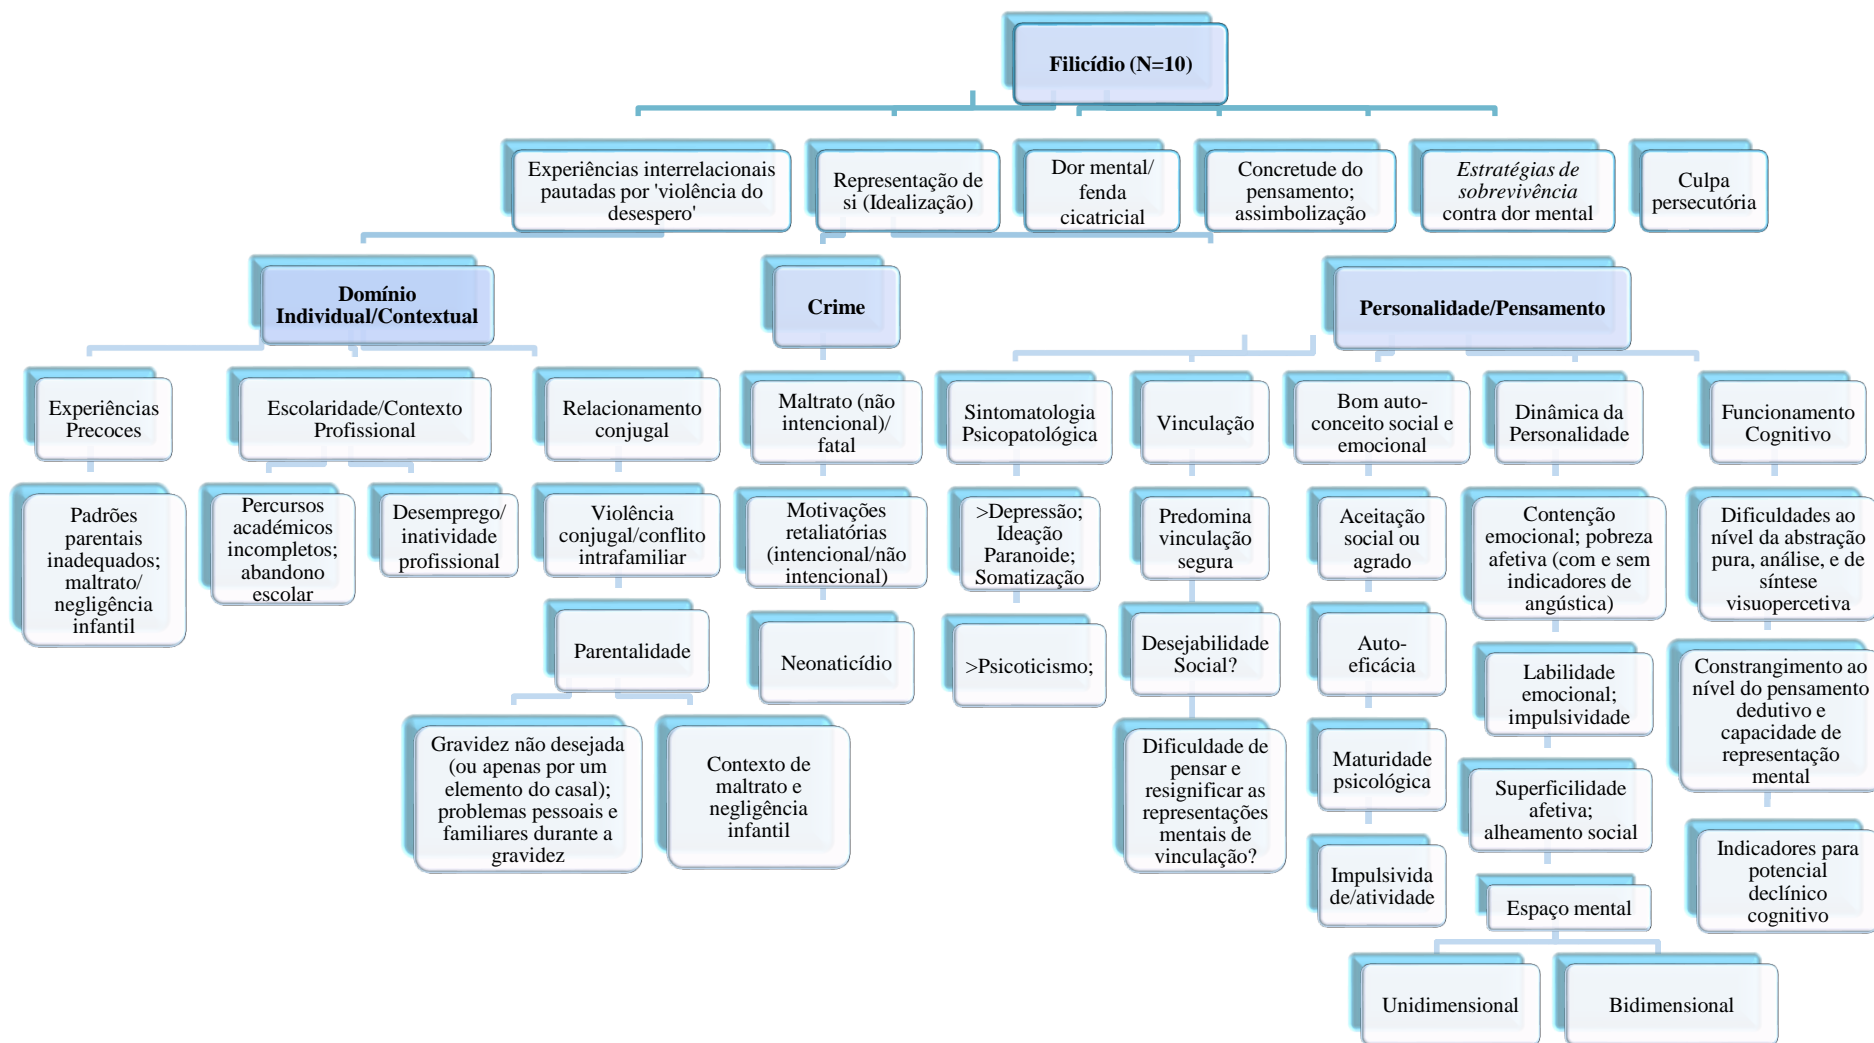 Filicídio (N=10)
Experiências interrelacionais
pautadas por 'violência do
desespero'
Representação de
si (Idealização)
Dor mental/
fenda
cicatricial
Concretude do
pensamento;
assimbolização
Estratégias de
sobrevivência
contra dor mental
Culpa
persecutória
Domínio
Individual/Contextual
Crime
Personalidade/Pensamento
Experiências
Precoces
Escolaridade/Contexto
Profissional
Relacionamento
conjugal
Maltrato (não
intencional)/
fatal
Sintomatologia
Psicopatológica
Vinculação
Bom auto-
conceito social e
emocional
Dinâmica da
Personalidade
Funcionamento
Cognitivo
Padrões
parentais
inadequados;
maltrato/
negligência
infantil
Percursos
académicos
incompletos;
abandono
escolar
Desemprego/
inatividade
profissional
Violência
conjugal/conflito
intrafamiliar
Motivações
retaliatórias
(intencional/não
intencional)
>Depressão;
Ideação
Paranoide;
Somatização
Predomina
vinculação
segura
Aceitação
social ou
agrado
Contenção
emocional; pobreza
afetiva (com e sem
indicadores de
angústica)
Dificuldades ao
nível da abstração
pura, análise, e de
síntese
visuopercetiva
Parentalidade
Neonaticídio
>Psicoticismo;
Desejabilidade
Social?
Auto-
eficácia
Labilidade
emocional;
impulsividade
Constrangimento ao
nível do pensamento
dedutivo e
capacidade de
representação
mental
Gravidez não desejada
(ou apenas por um
elemento do casal);
problemas pessoais e
familiares durante a
gravidez
Contexto de
maltrato e
negligência
infantil
Dificuldade de
pensar e
resignificar as
representações
mentais de
vinculação?
Maturidade
psicológica
Superficilidade
afetiva;
alheamento social
Indicadores para
potencial
declínico
cognitivo
Impulsivida
de/atividade
Espaço mental
Unidimensional
Bidimensional